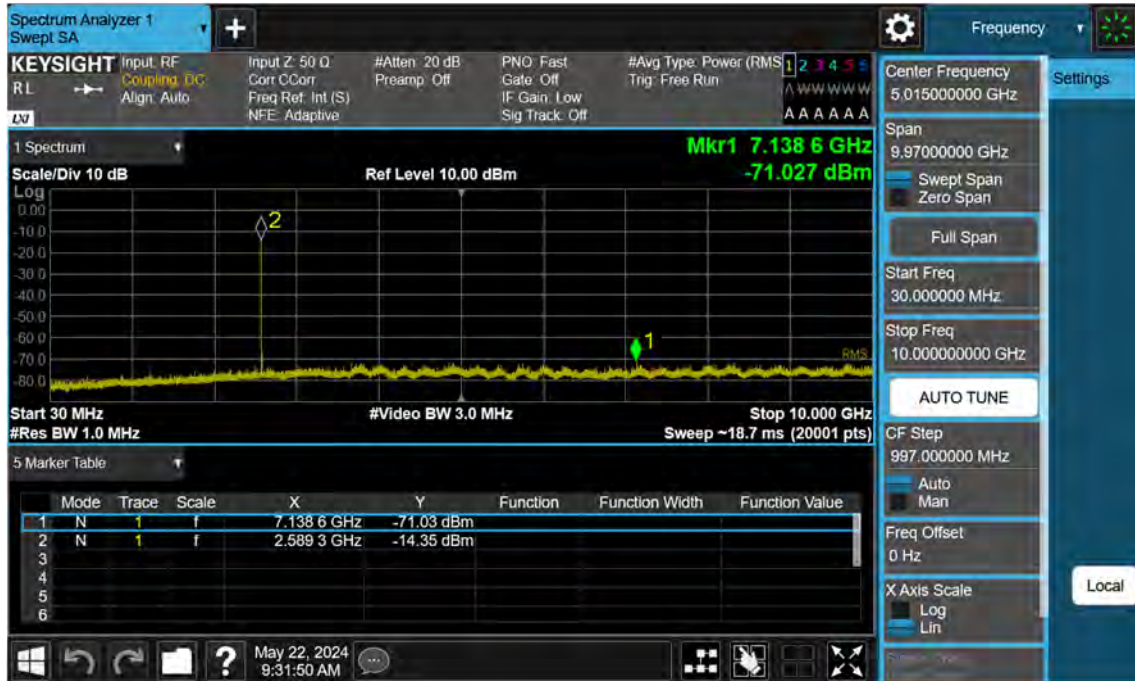 Spectrum Analyzer 1
Swept SA
Frequency
KEYSIGHT
RL
LXI
Input: RF
Coupling: DC
Align: Auto
Input Z: 50 Ω
Corr CCorr
Freq Ref: Int (S)
NFE: Adaptive
#Atten: 20 dB
Preamp: Off
PNO: Fast
Gate: Off
IF Gain: Low
Sig Track: Off
#Avg Type: Power (RMS
Trig: Free Run
1 2 3 4 5 6
A W W W W W
A A A A A A
1 Spectrum
Scale/Div 10 dB
Ref Level 10.00 dBm
Mkr1 7.138 6 GHz
-71.027 dBm
Log
0.00
-10.0
-20.0
-30.0
-40.0
-50.0
-60.0
-70.0
-80.0
2
1
RMS
Start 30 MHz
#Video BW 3.0 MHz
Stop 10.000 GHz
#Res BW 1.0 MHz
Sweep ~18.7 ms (20001 pts)
5 Marker Table
Mode Trace Scale X Y Function Function Width Function Value
1 N 1 f 7.138 6 GHz -71.03 dBm
2 N 1 f 2.589 3 GHz -14.35 dBm
3
4
5
6
May 22, 2024
9:31:50 AM
Center Frequency
5.015000000 GHz
Span
9.97000000 GHz
Swept Span
Zero Span
Full Span
Start Freq
30.000000 MHz
Stop Freq
10.000000000 GHz
AUTO TUNE
CF Step
997.000000 MHz
Auto
Man
Freq Offset
0 Hz
X Axis Scale
Log
Lin
Settings
Local